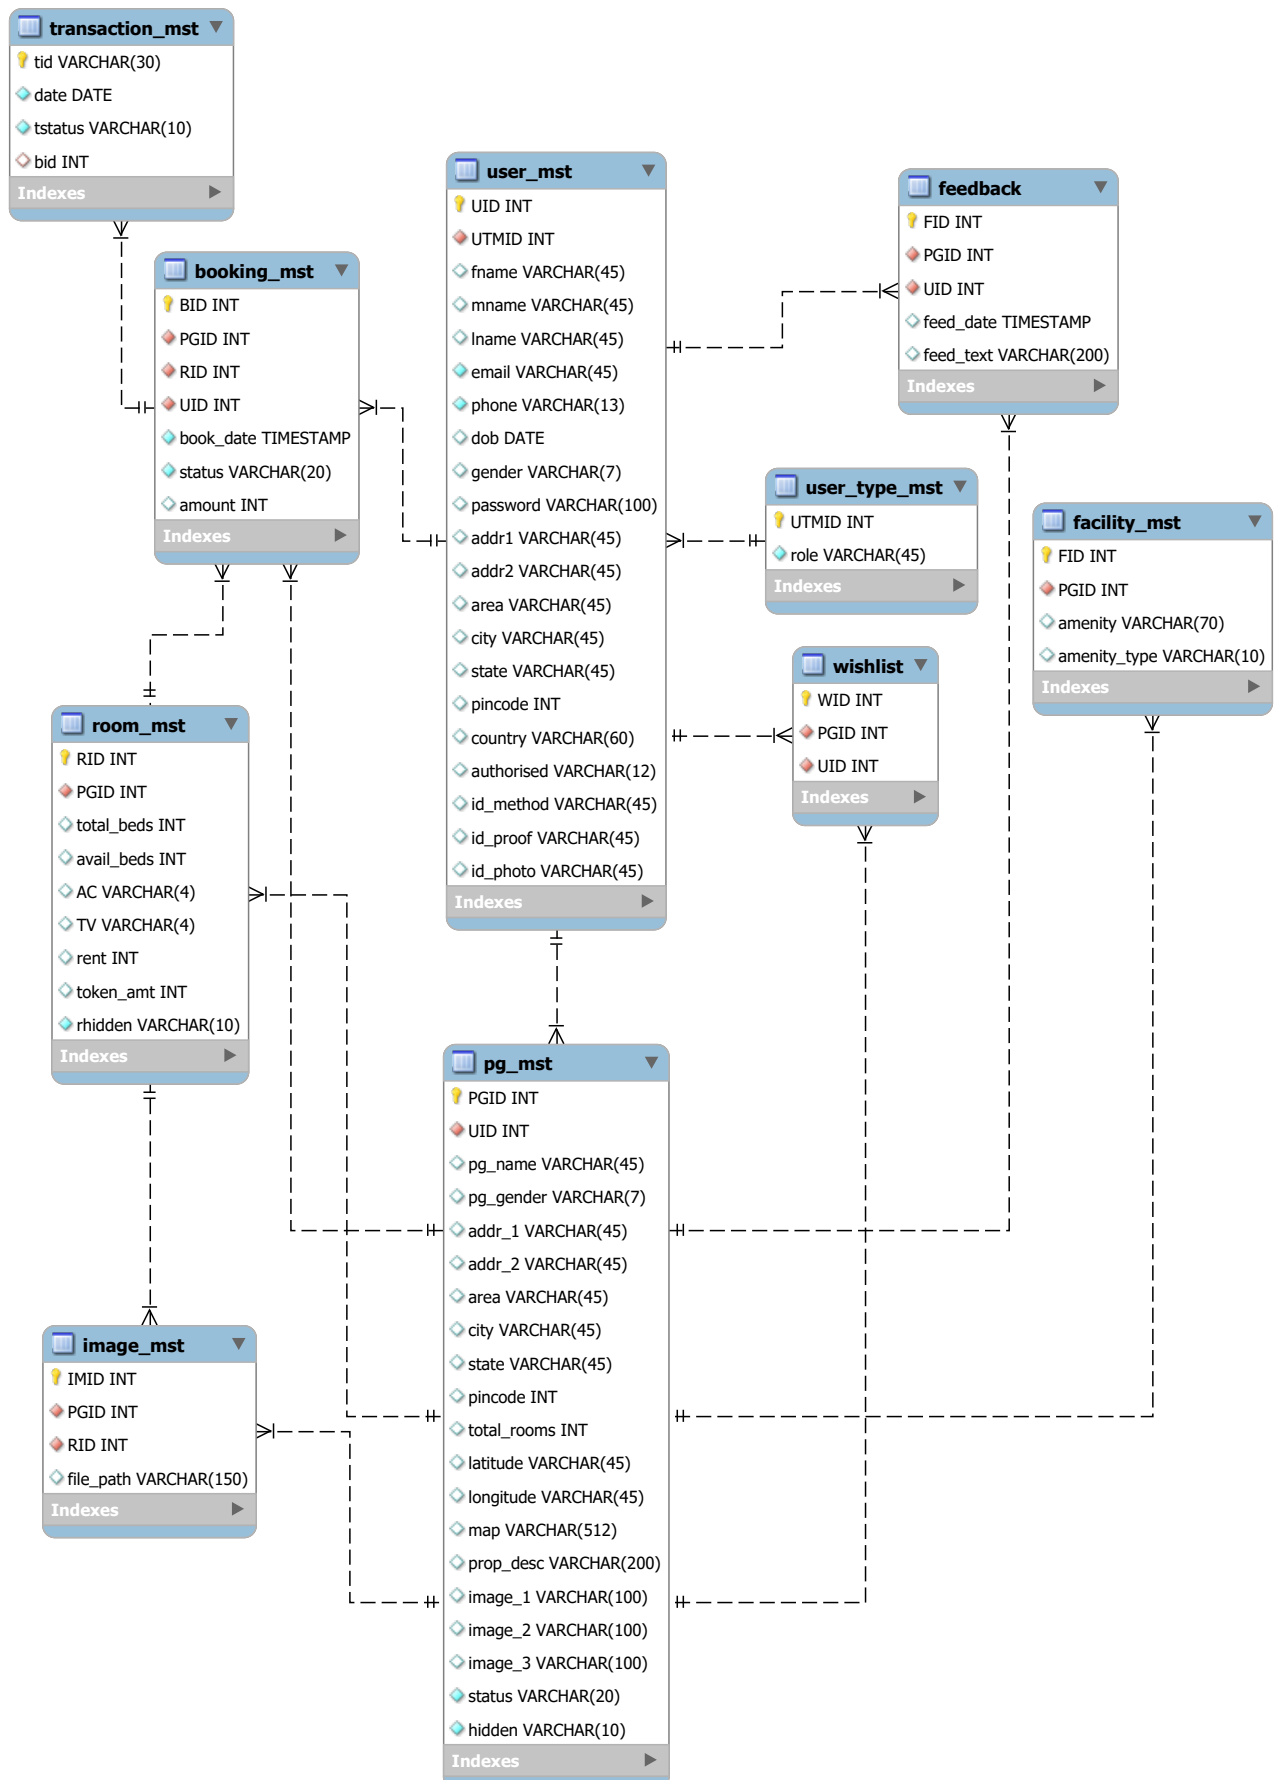 transaction_mst
tid VARCHAR(30)
date DATE
tstatus VARCHAR(10)
bid INT
Indexes
booking_mst
BID INT
PGID INT
RID INT
UID INT
book_date TIMESTAMP
status VARCHAR(20)
amount INT
Indexes
user_mst
UID INT
UTMID INT
fname VARCHAR(45)
mname VARCHAR(45)
lname VARCHAR(45)
email VARCHAR(45)
phone VARCHAR(13)
dob DATE
gender VARCHAR(7)
password VARCHAR(100)
addr1 VARCHAR(45)
addr2 VARCHAR(45)
area VARCHAR(45)
city VARCHAR(45)
state VARCHAR(45)
pincode INT
country VARCHAR(60)
authorised VARCHAR(12)
id_method VARCHAR(45)
id_proof VARCHAR(45)
id_photo VARCHAR(45)
Indexes
feedback
FID INT
PGID INT
UID INT
feed_date TIMESTAMP
feed_text VARCHAR(200)
Indexes
user_type_mst
UTMID INT
role VARCHAR(45)
Indexes
facility_mst
FID INT
PGID INT
amenity VARCHAR(70)
amenity_type VARCHAR(10)
Indexes
wishlist
WID INT
PGID INT
UID INT
Indexes
room_mst
RID INT
PGID INT
total_beds INT
avail_beds INT
AC VARCHAR(4)
TV VARCHAR(4)
rent INT
token_amt INT
rhidden VARCHAR(10)
Indexes
pg_mst
PGID INT
UID INT
pg_name VARCHAR(45)
pg_gender VARCHAR(7)
addr_1 VARCHAR(45)
addr_2 VARCHAR(45)
area VARCHAR(45)
city VARCHAR(45)
state VARCHAR(45)
pincode INT
total_rooms INT
latitude VARCHAR(45)
longitude VARCHAR(45)
map VARCHAR(512)
prop_desc VARCHAR(200)
image_1 VARCHAR(100)
image_2 VARCHAR(100)
image_3 VARCHAR(100)
status VARCHAR(20)
hidden VARCHAR(10)
Indexes
image_mst
IMID INT
PGID INT
RID INT
file_path VARCHAR(150)
Indexes